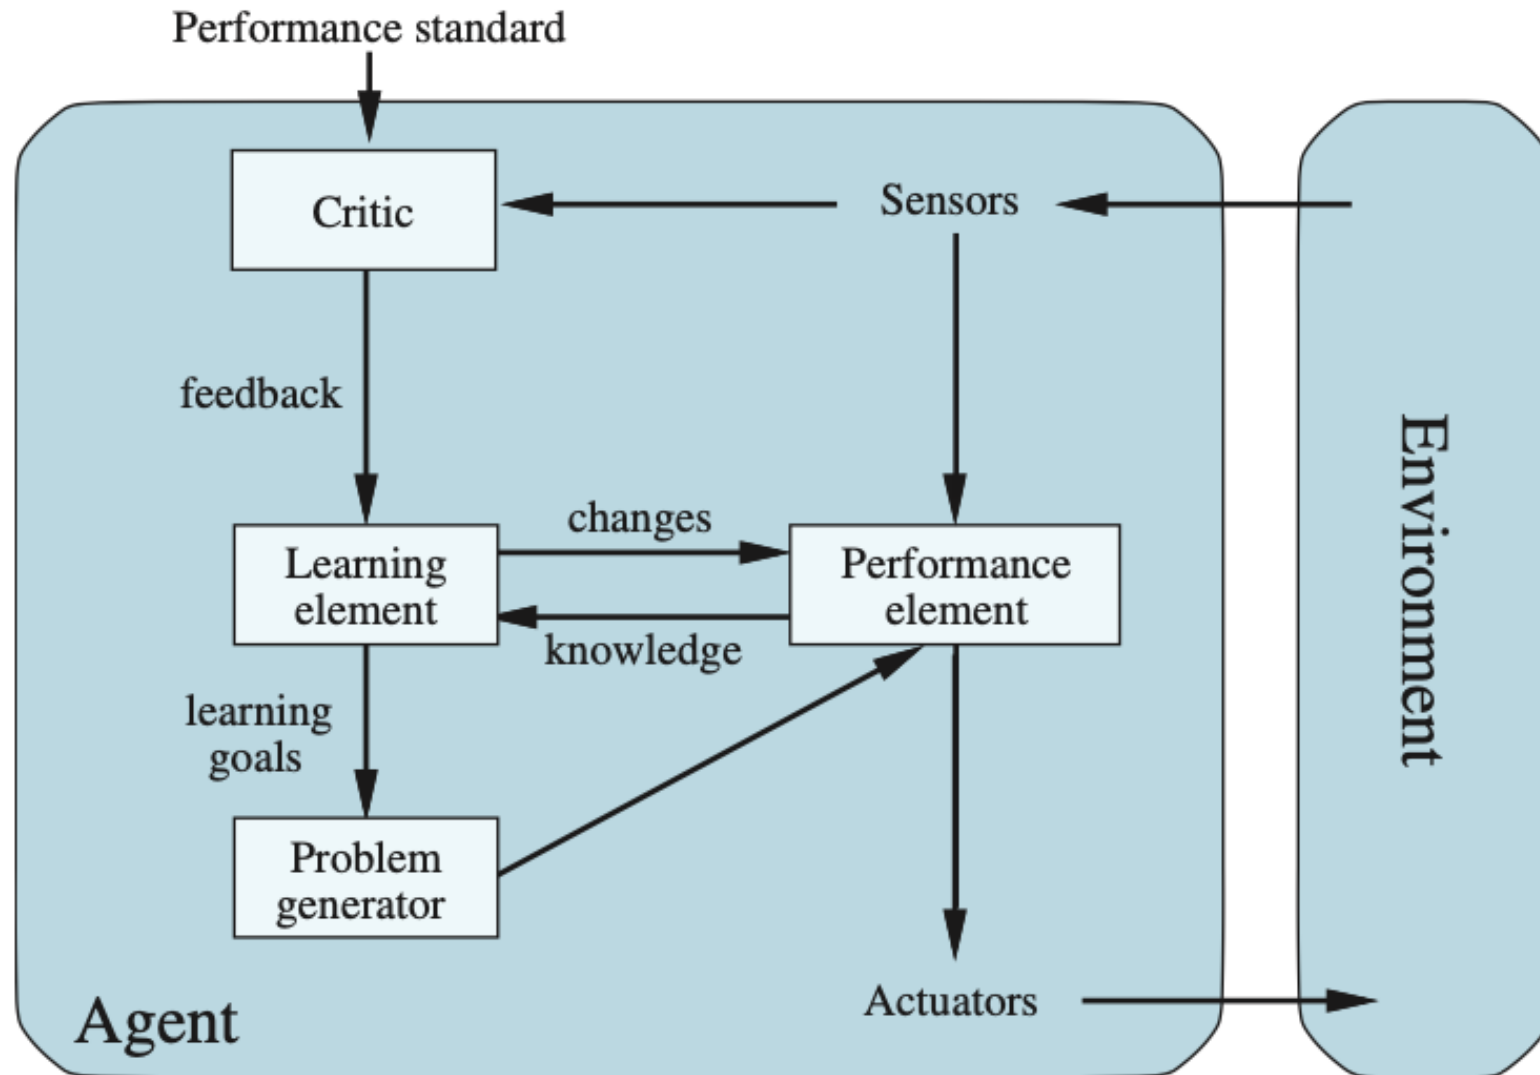 Performance standard
Critic
Sensors
feedback
changes
Learning
element
Performance
element
knowledge
learning
goals
Problem
generator
Agent
Actuators
Environment